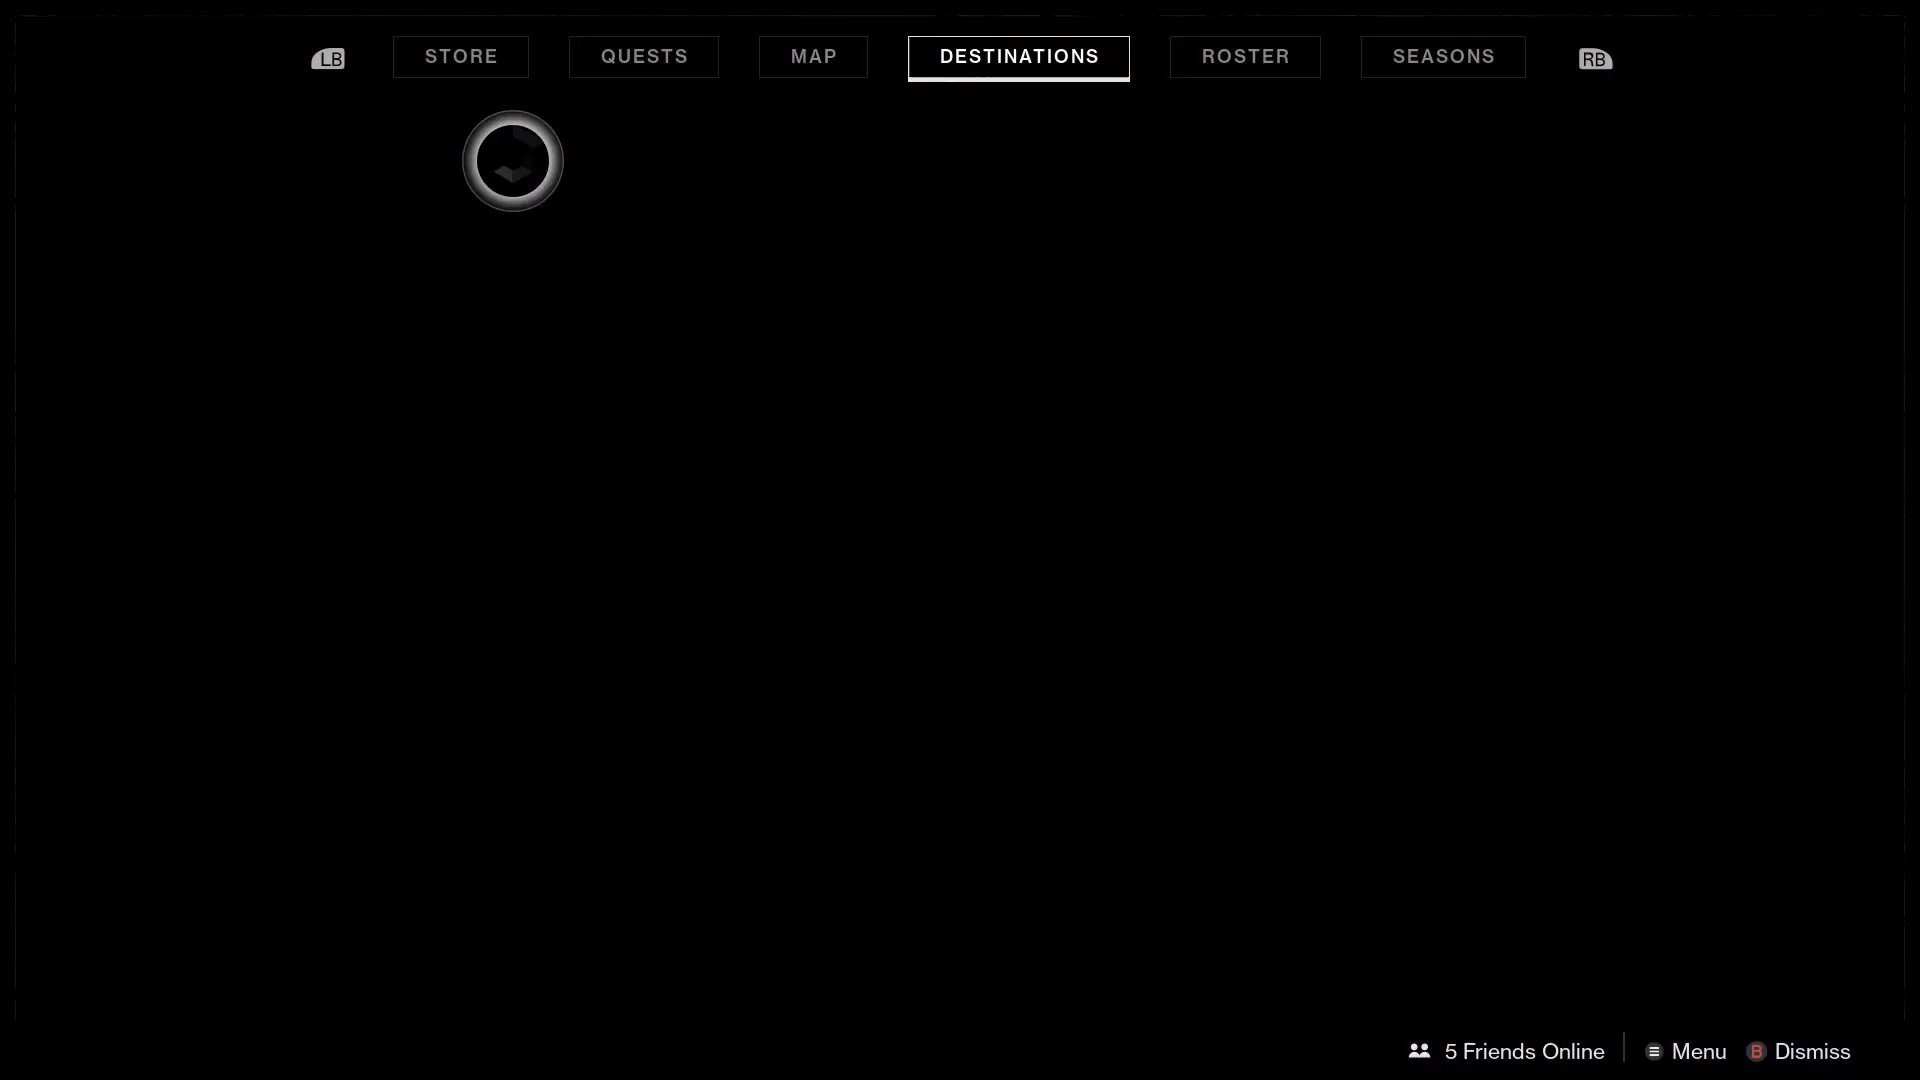 LB STORE QUESTS MAP DESTINATIONS ROSTER SEASONS RB
5 Friends Online Menu B Dismiss